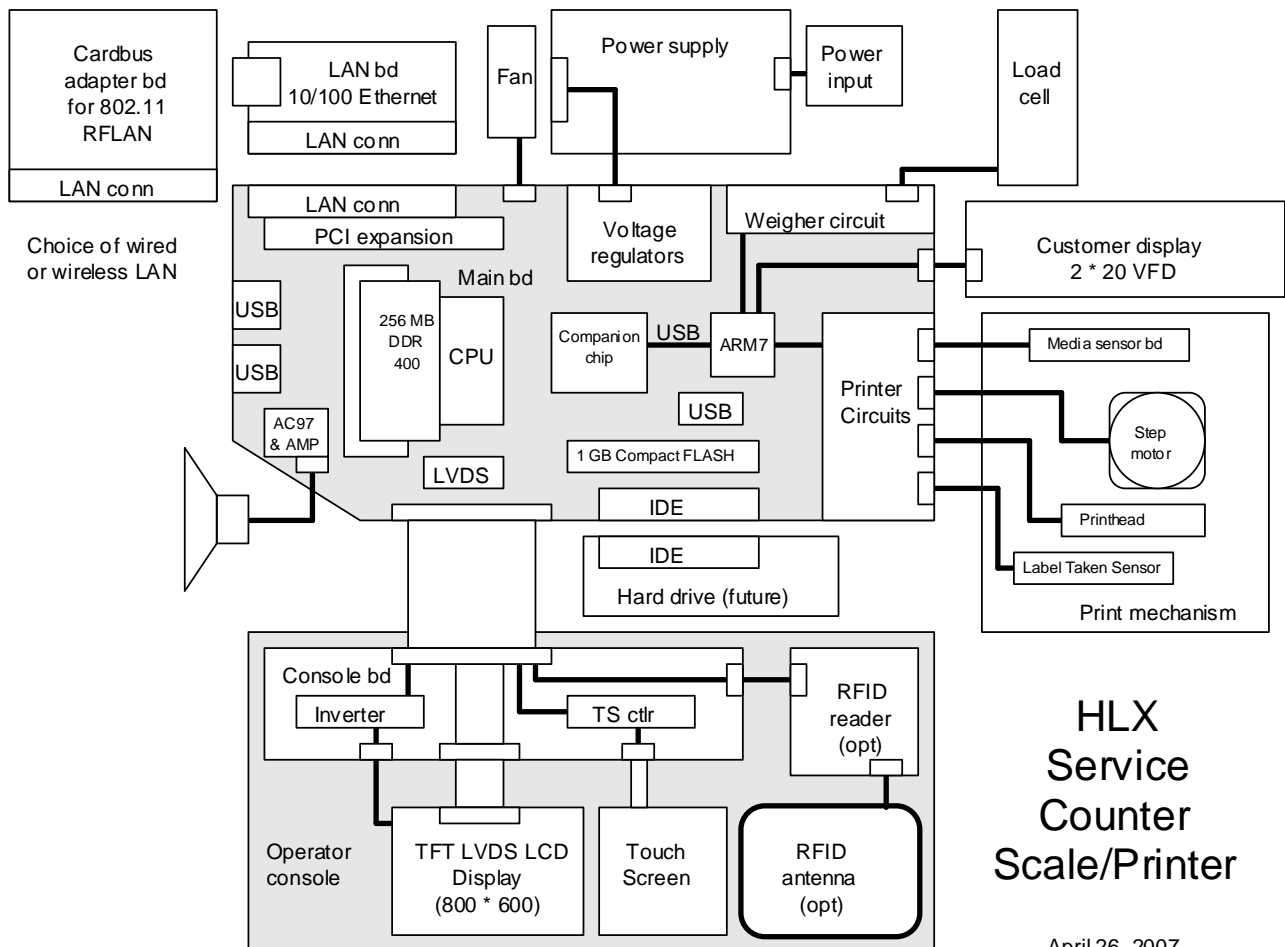 Cardbus
adapter bd
for 802.11
RFLAN
LAN conn
LAN bd
10/100 Ethernet
LAN conn
Fan
Power supply
Power
input
Load
cell
Choice of wired
or wireless LAN
LAN conn
PCI expansion
Main bd
Voltage
regulators
Weigher circuit
Customer display
2 * 20 VFD
USB
USB
256 MB
DDR
400
CPU
Companion
chip
USB
ARM7
USB
Printer
Circuits
Media sensor bd
Step
motor
Printhead
Label Taken Sensor
Print mechanism
AC97
& AMP
LVDS
1 GB Compact FLASH
IDE
IDE
Hard drive (future)
Console bd
Inverter
TS ctlr
RFID
reader
(opt)
Operator
console
TFT LVDS LCD
Display
(800 * 600)
Touch
Screen
RFID
antenna
(opt)
HLX
Service
Counter
Scale/Printer
April 26, 2007